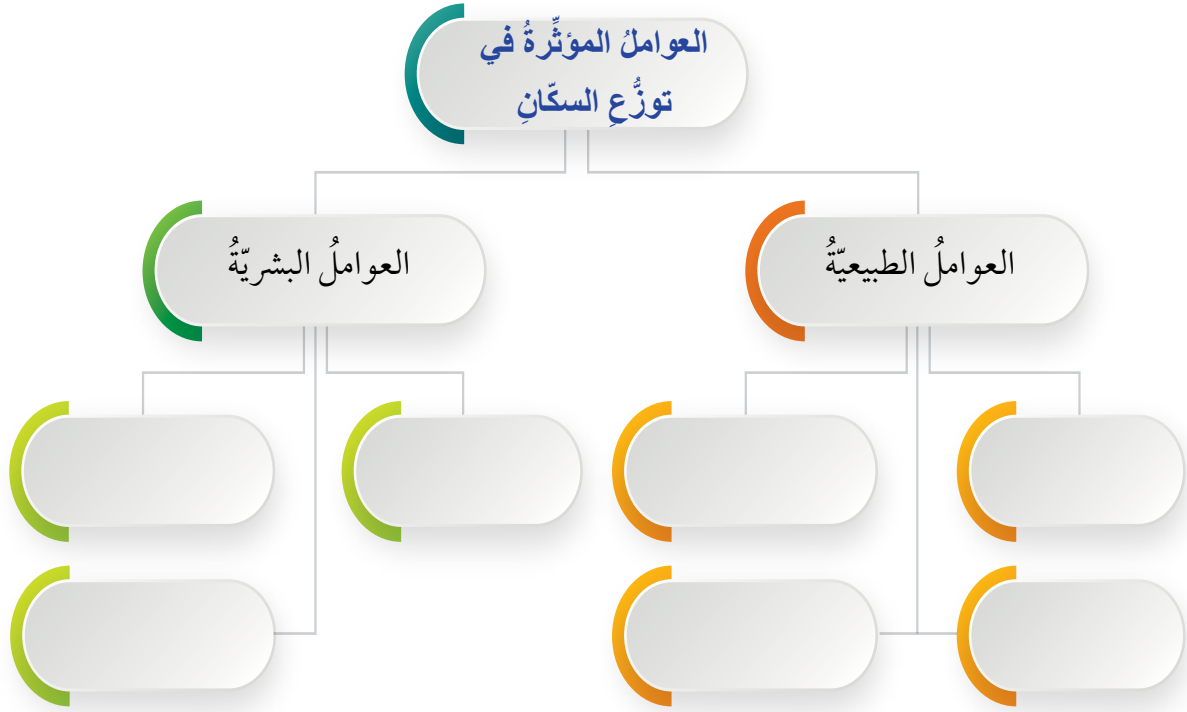 العواملُ المؤثِّرةُ في
توزُّعِ السكّانِ
العواملُ الطبيعيّةُ
العواملُ البشريّةُ